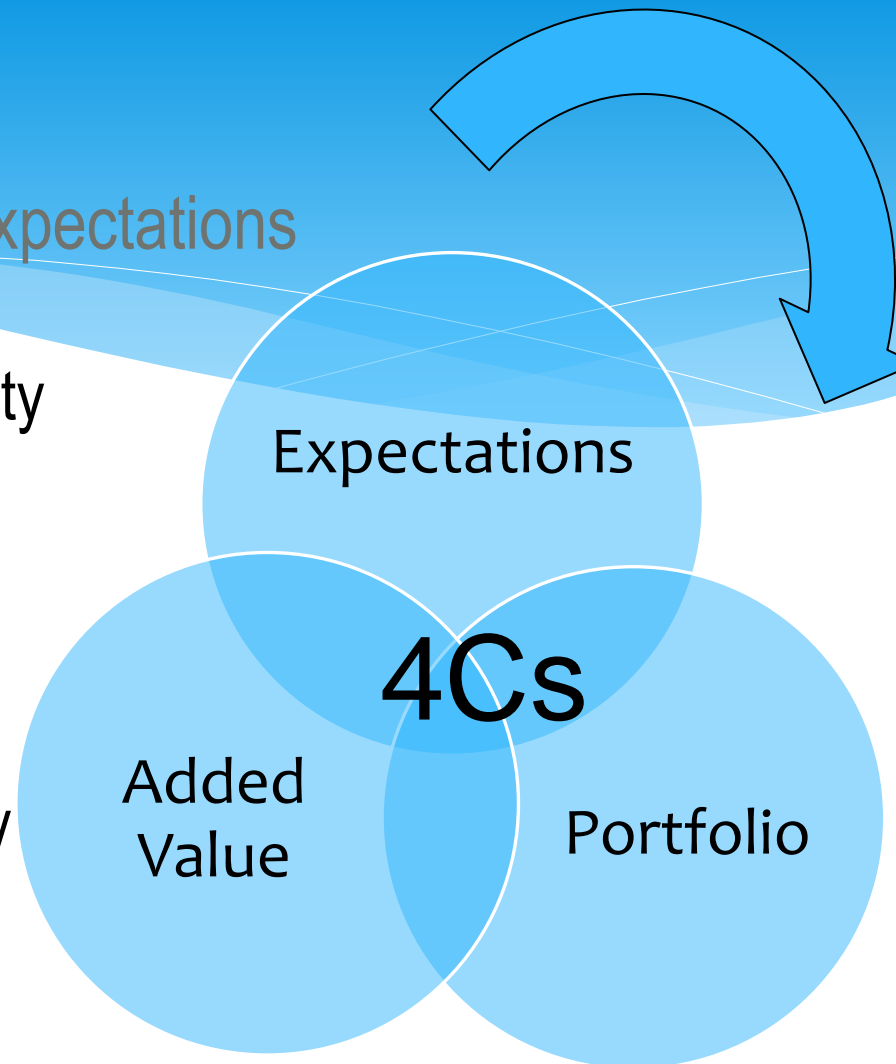 xpectations
ty
Expectations
4Cs
Added
Value
y
Portfolio